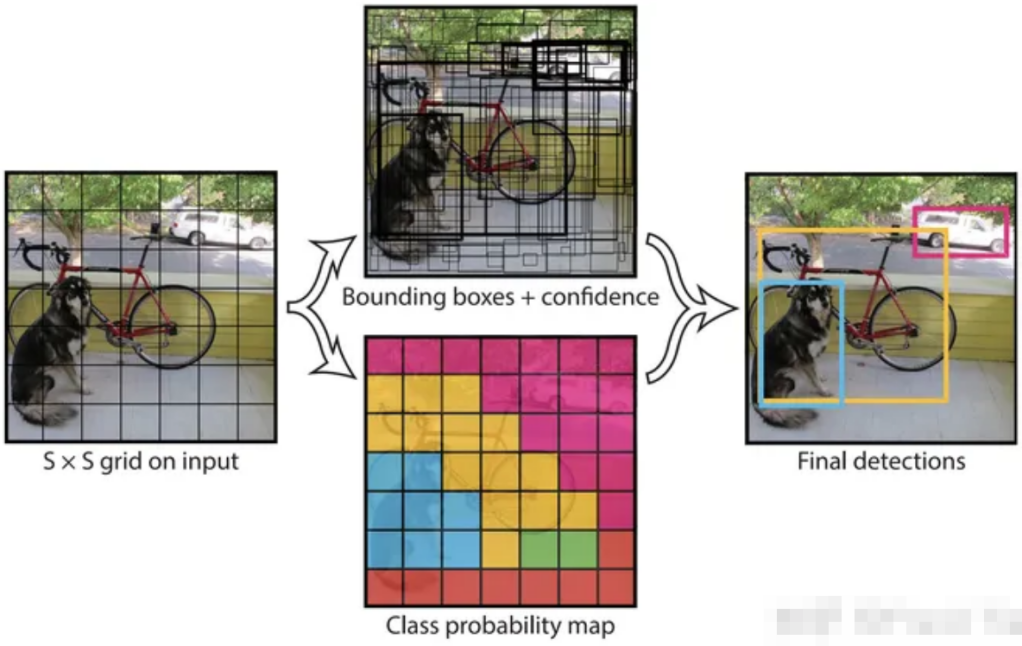 Bounding boxes + confidence
S × S grid on input
Final detections
Class probability map